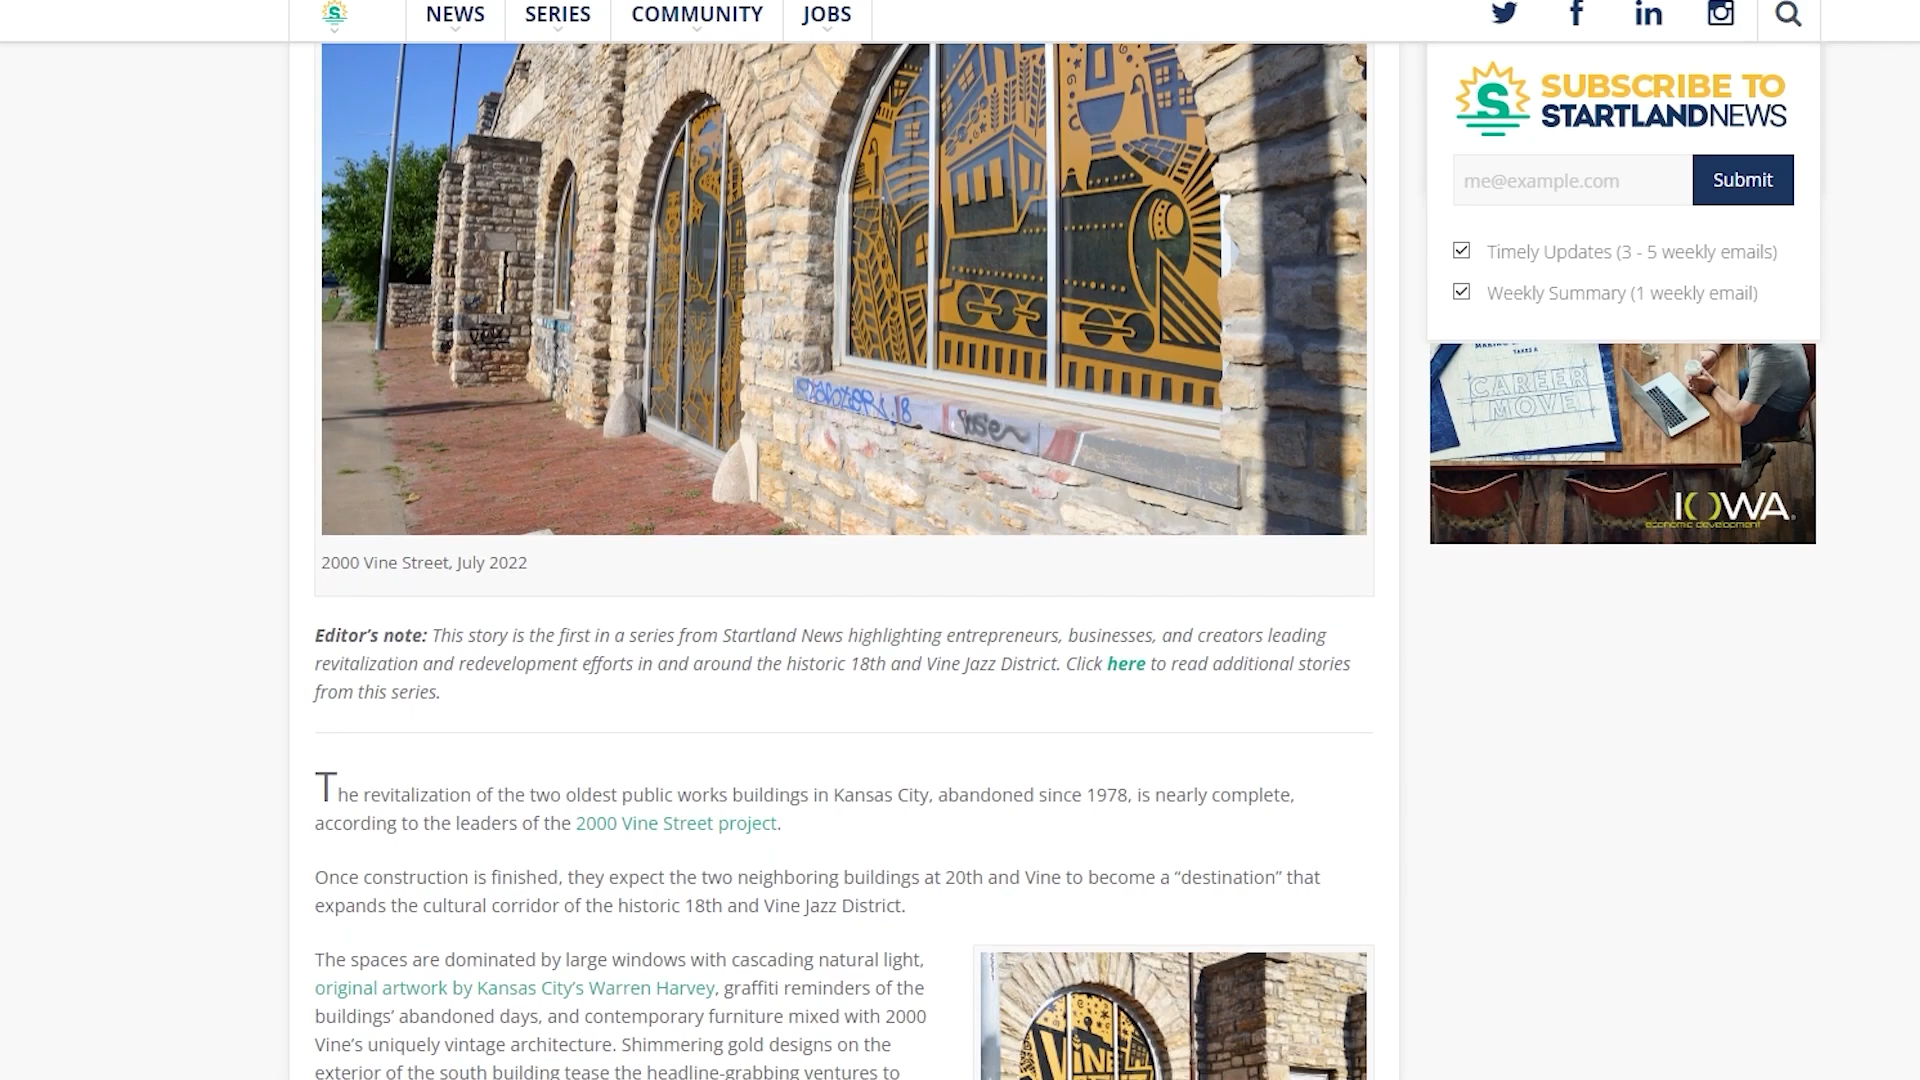 NEWS
SERIES
COMMUNITY
JOBS
S
SUBSCRIBE TO
STARTLANDNEWS
me@example.com
Submit
Timely Updates (3 - 5 weekly emails)
Weekly Summary (1 weekly email)
TAKES A
CAREER
MOVE
IOWA
economic development
2000 Vine Street, July 2022
Editor’s note: This story is the first in a series from Startland News highlighting entrepreneurs, businesses, and creators leading
revitalization and redevelopment efforts in and around the historic 18th and Vine Jazz District. Click here to read additional stories
from this series.
The revitalization of the two oldest public works buildings in Kansas City, abandoned since 1978, is nearly complete,
according to the leaders of the 2000 Vine Street project.
Once construction is finished, they expect the two neighboring buildings at 20th and Vine to become a “destination” that
expands the cultural corridor of the historic 18th and Vine Jazz District.
The spaces are dominated by large windows with cascading natural light,
original artwork by Kansas City’s Warren Harvey, graffiti reminders of the
buildings’ abandoned days, and contemporary furniture mixed with 2000
Vine’s uniquely vintage architecture. Shimmering gold designs on the
exterior of the south building tease the headline-grabbing ventures to
ViNE